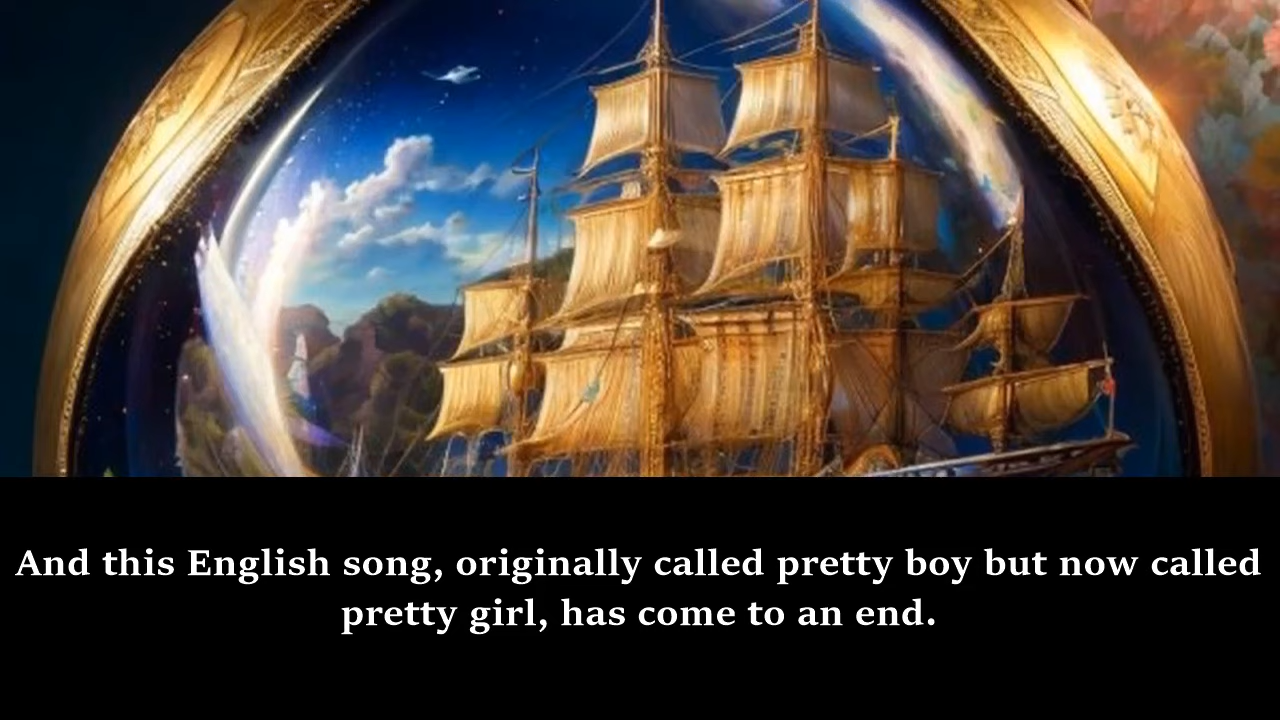 And this English song, originally called pretty boy but now called
pretty girl, has come to an end.